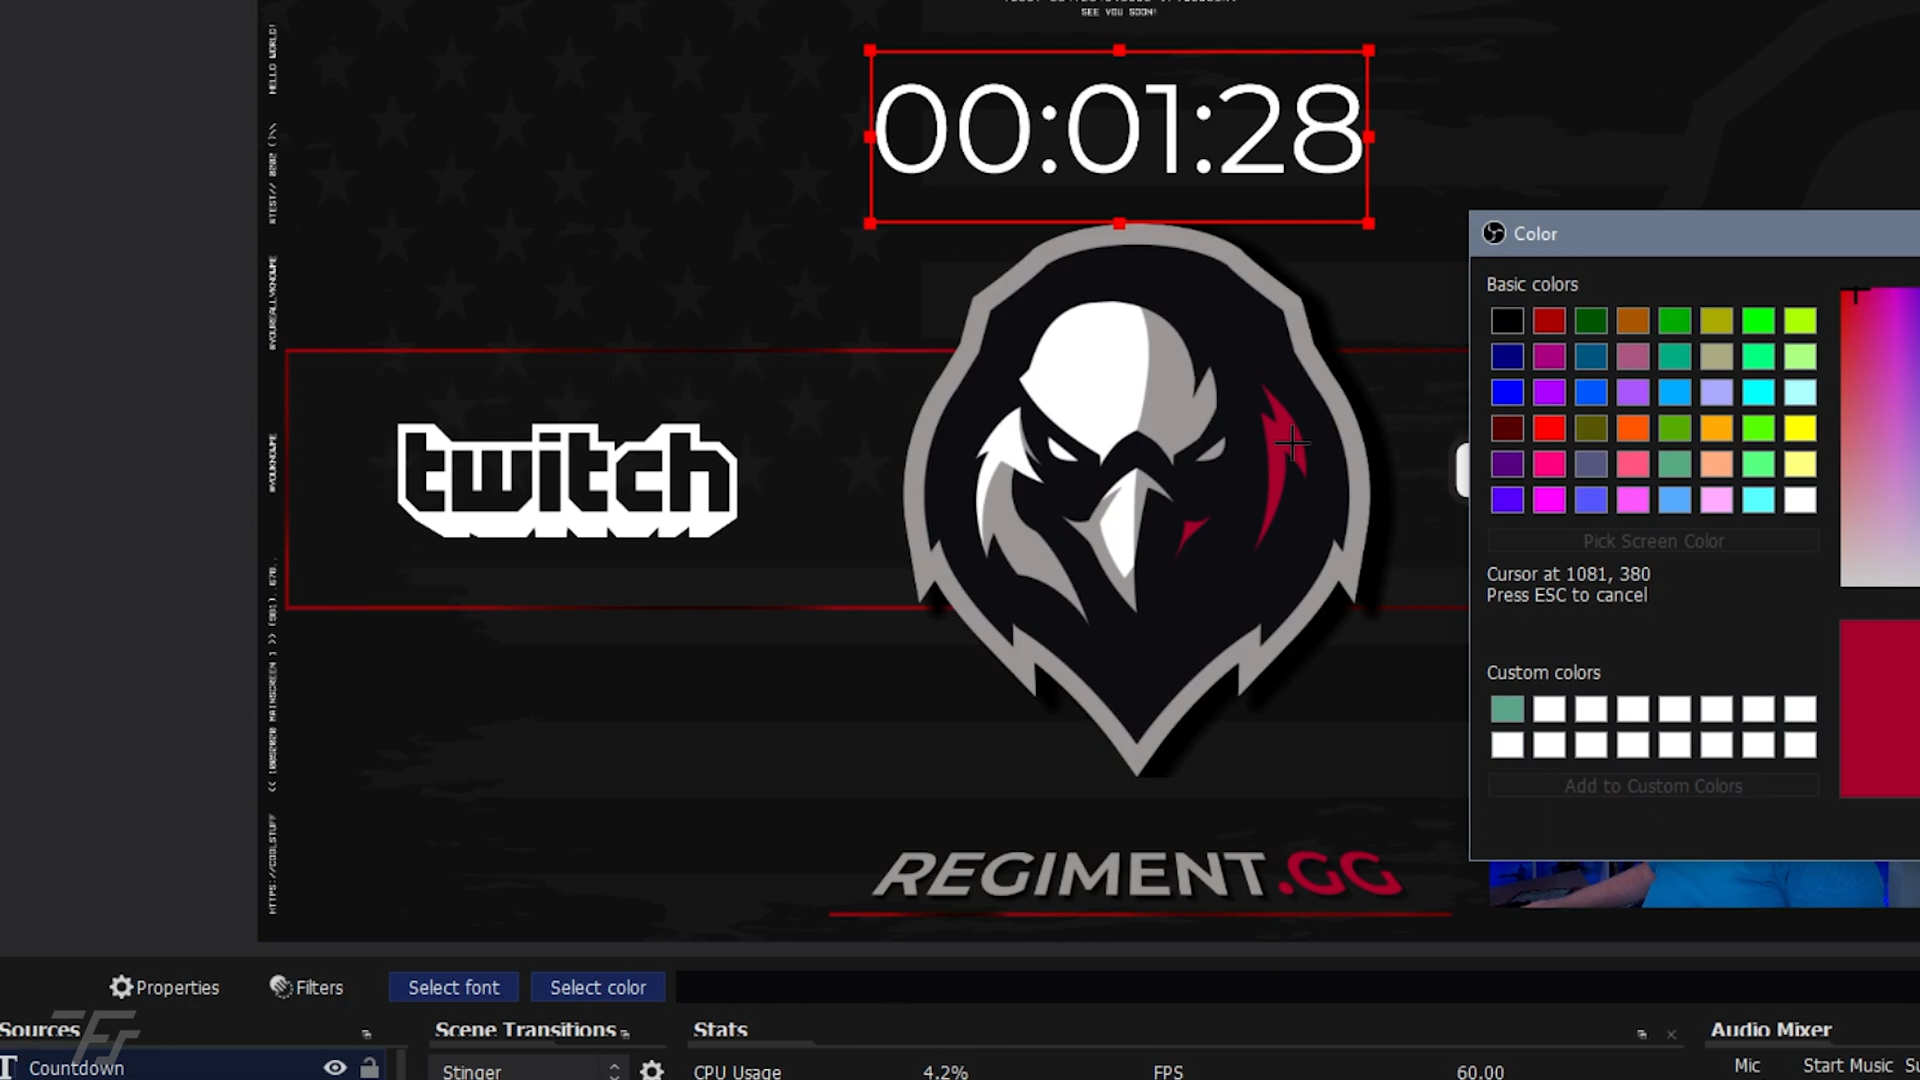 SEE YOU SOON!
HELLO WORLD!
00:01:28
Color
Basic colors
twitch
Pick Screen Color
Cursor at 1081, 380
Press ESC to cancel
Custom colors
Add to Custom Colors
REGIMENT.GG
HTTPS://COOLSTUFF
Properties
Filters
Select font
Select color
Sources
Scene Transitions
Stats
Audio Mixer
Countdown
Stinger
CPU Usage
4.2%
FPS
60.00
Mic
Start Music